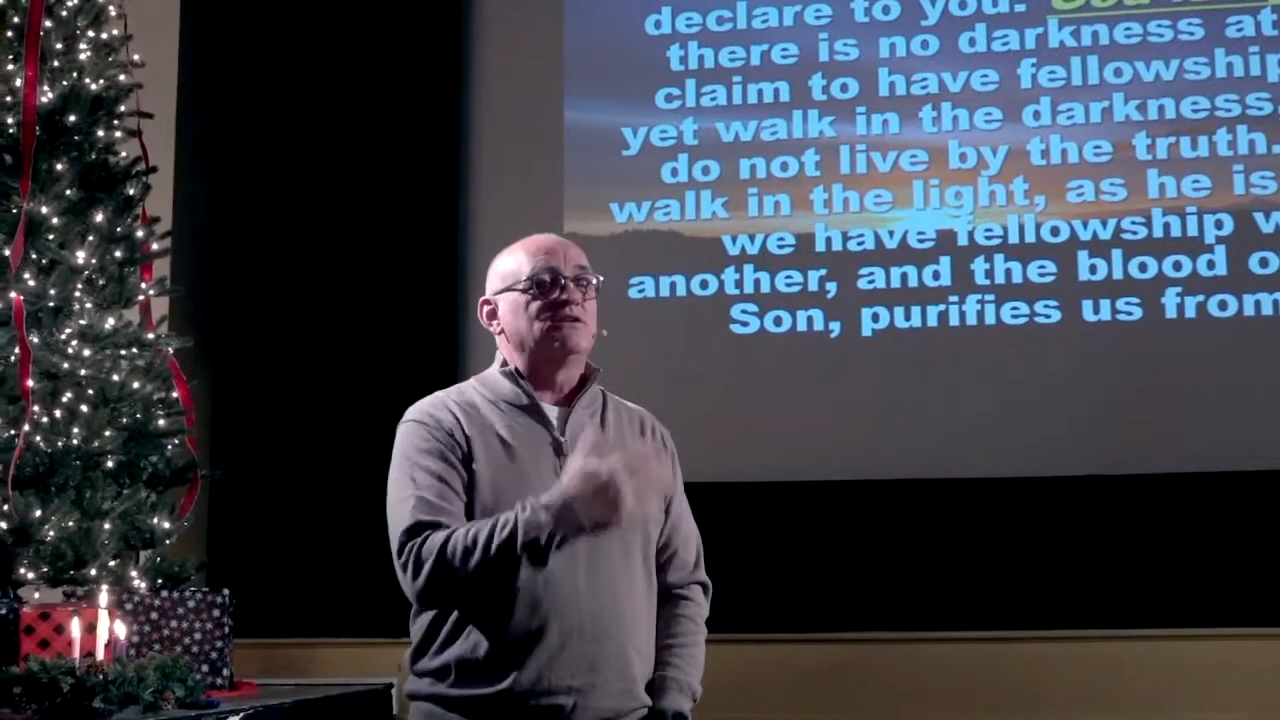 declare to you: God
there is no darkness at
claim to have fellowship
yet walk in the darkness,
do not live by the truth.
walk in the light, as he is
we have fellowship w
another, and the blood o
Son, purifies us from